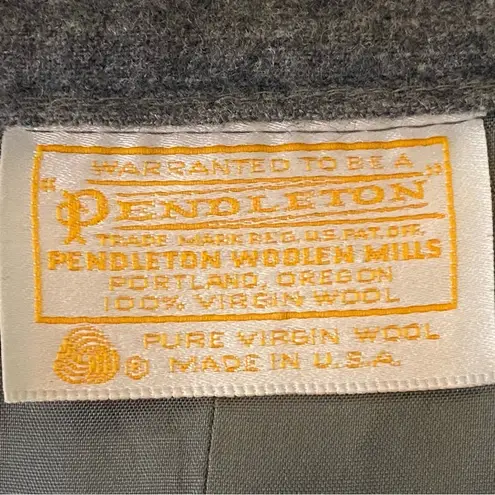 WARRANTED TO BE A
"PENDLETON"
TRADE MARK REG. U.S. PAT. OFF.
PENDLETON WOOLEN MILLS
PORTLAND, OREGON
100% VIRGIN WOOL
® PURE VIRGIN WOOL
MADE IN U.S.A.